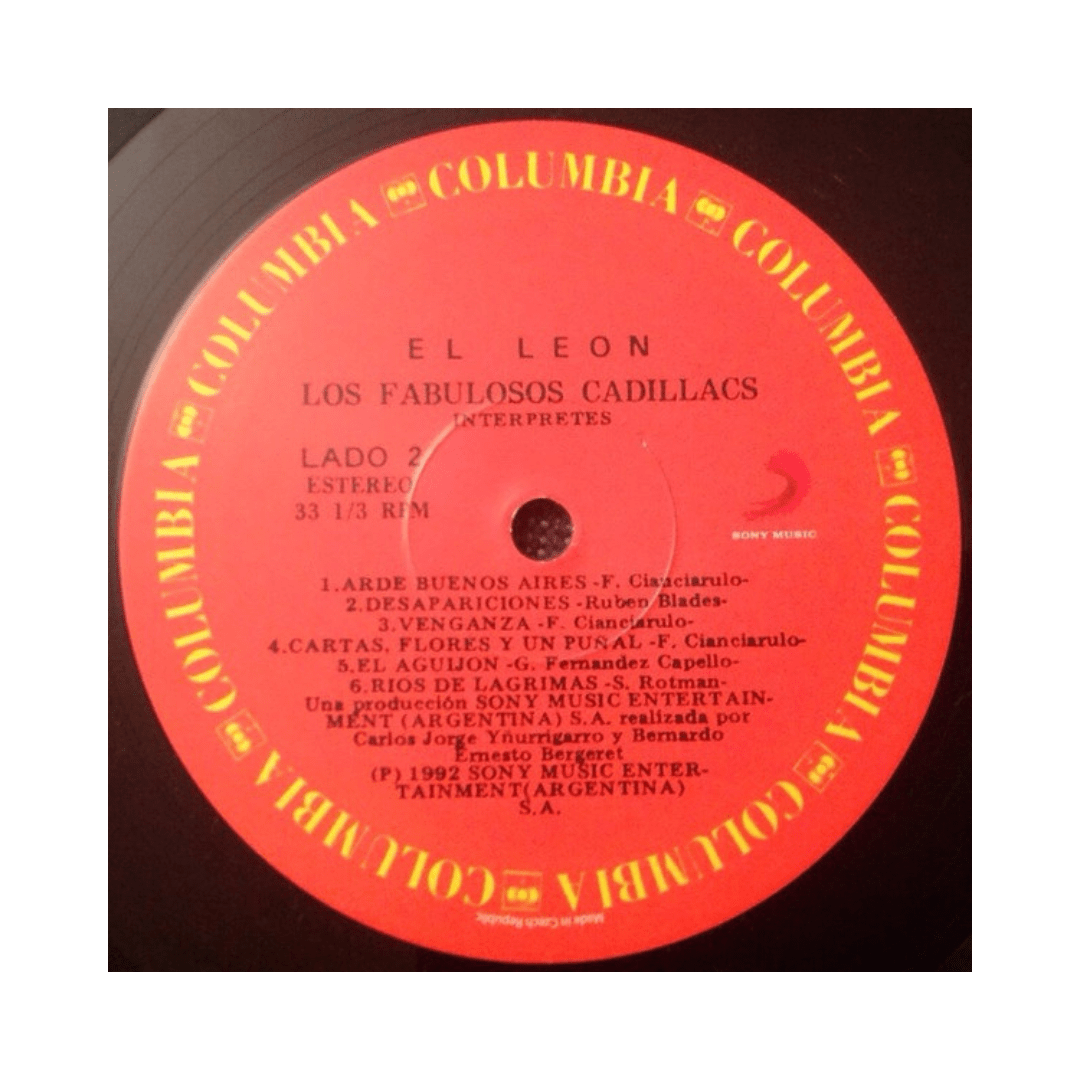 COLUMBIA COLUMBIA COLUMBIA COLUMBIA COLUMBIA COLUMBIA COLUMBIA COLUMBIA
EL LEON
LOS FABULOSOS CADILLACS
INTERPRETES
LADO 2
ESTEREO
33 1/3 RPM
SONY MUSIC
1.ARDE BUENOS AIRES -F. Cianciarulo-
2.DESAPARICIONES -Ruben Blades-
3.VENGANZA -F. Cianciarulo-
4.CARTAS, FLORES Y UN PUÑAL -F. Cianciarulo-
5.EL AGUIJON -G. Fernandez Capello-
6.RIOS DE LAGRIMAS -S. Rotman-
Una producción SONY MUSIC ENTERTAIN-
MENT (ARGENTINA) S.A. realizada por
Carlos Jorge Yñurrigarro y Bernardo
Ernesto Bergeret
(P) 1992 SONY MUSIC ENTER-
TAINMENT(ARGENTINA)
S.A.
Made in Czech Republic